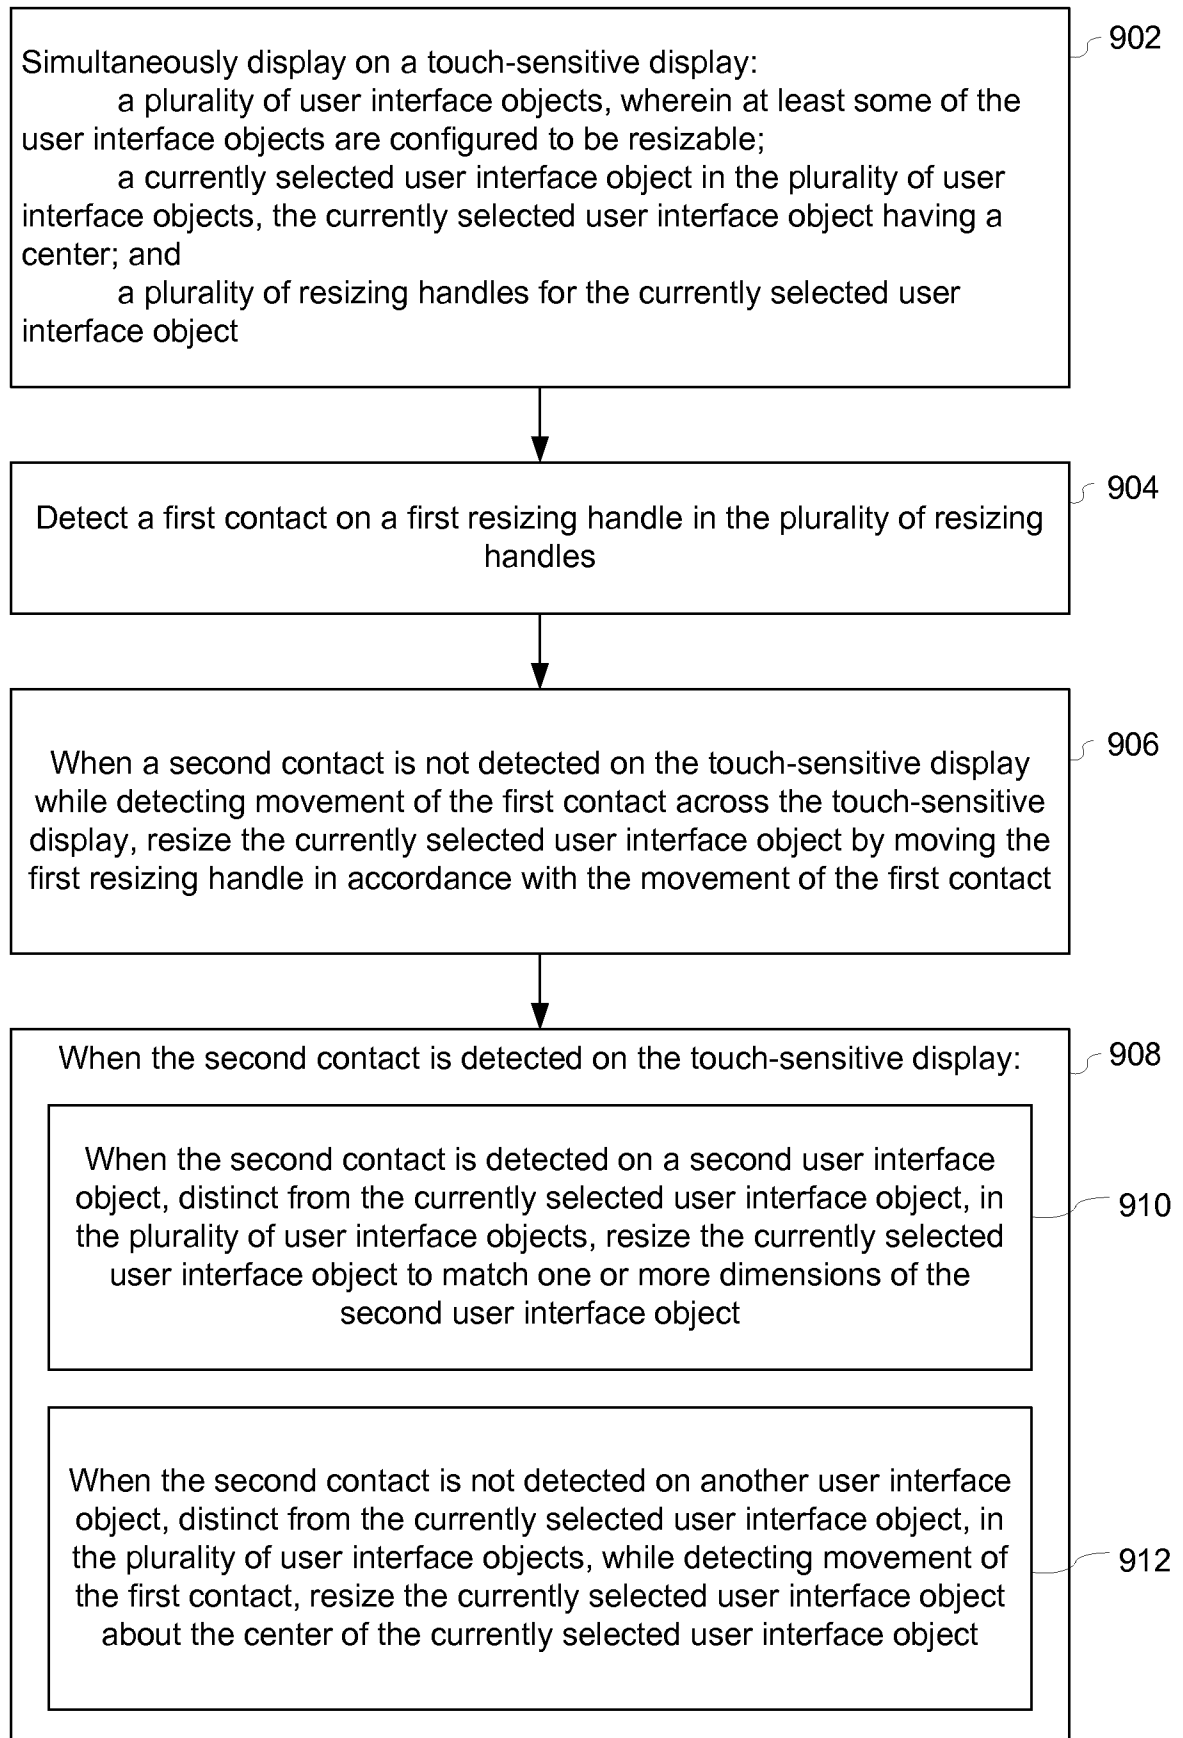 902
Simultaneously display on a touch-sensitive display:
a plurality of user interface objects, wherein at least some of the
user interface objects are configured to be resizable;
a currently selected user interface object in the plurality of user
interface objects, the currently selected user interface object having a
center; and
a plurality of resizing handles for the currently selected user
interface object
904
Detect a first contact on a first resizing handle in the plurality of resizing
handles
906
When a second contact is not detected on the touch-sensitive display
while detecting movement of the first contact across the touch-sensitive
display, resize the currently selected user interface object by moving the
first resizing handle in accordance with the movement of the first contact
908
When the second contact is detected on the touch-sensitive display:
When the second contact is detected on a second user interface
object, distinct from the currently selected user interface object, in
910
the plurality of user interface objects, resize the currently selected
user interface object to match one or more dimensions of the
second user interface object
When the second contact is not detected on another user interface
object, distinct from the currently selected user interface object, in
the plurality of user interface objects, while detecting movement of
912
the first contact, resize the currently selected user interface object
about the center of the currently selected user interface object